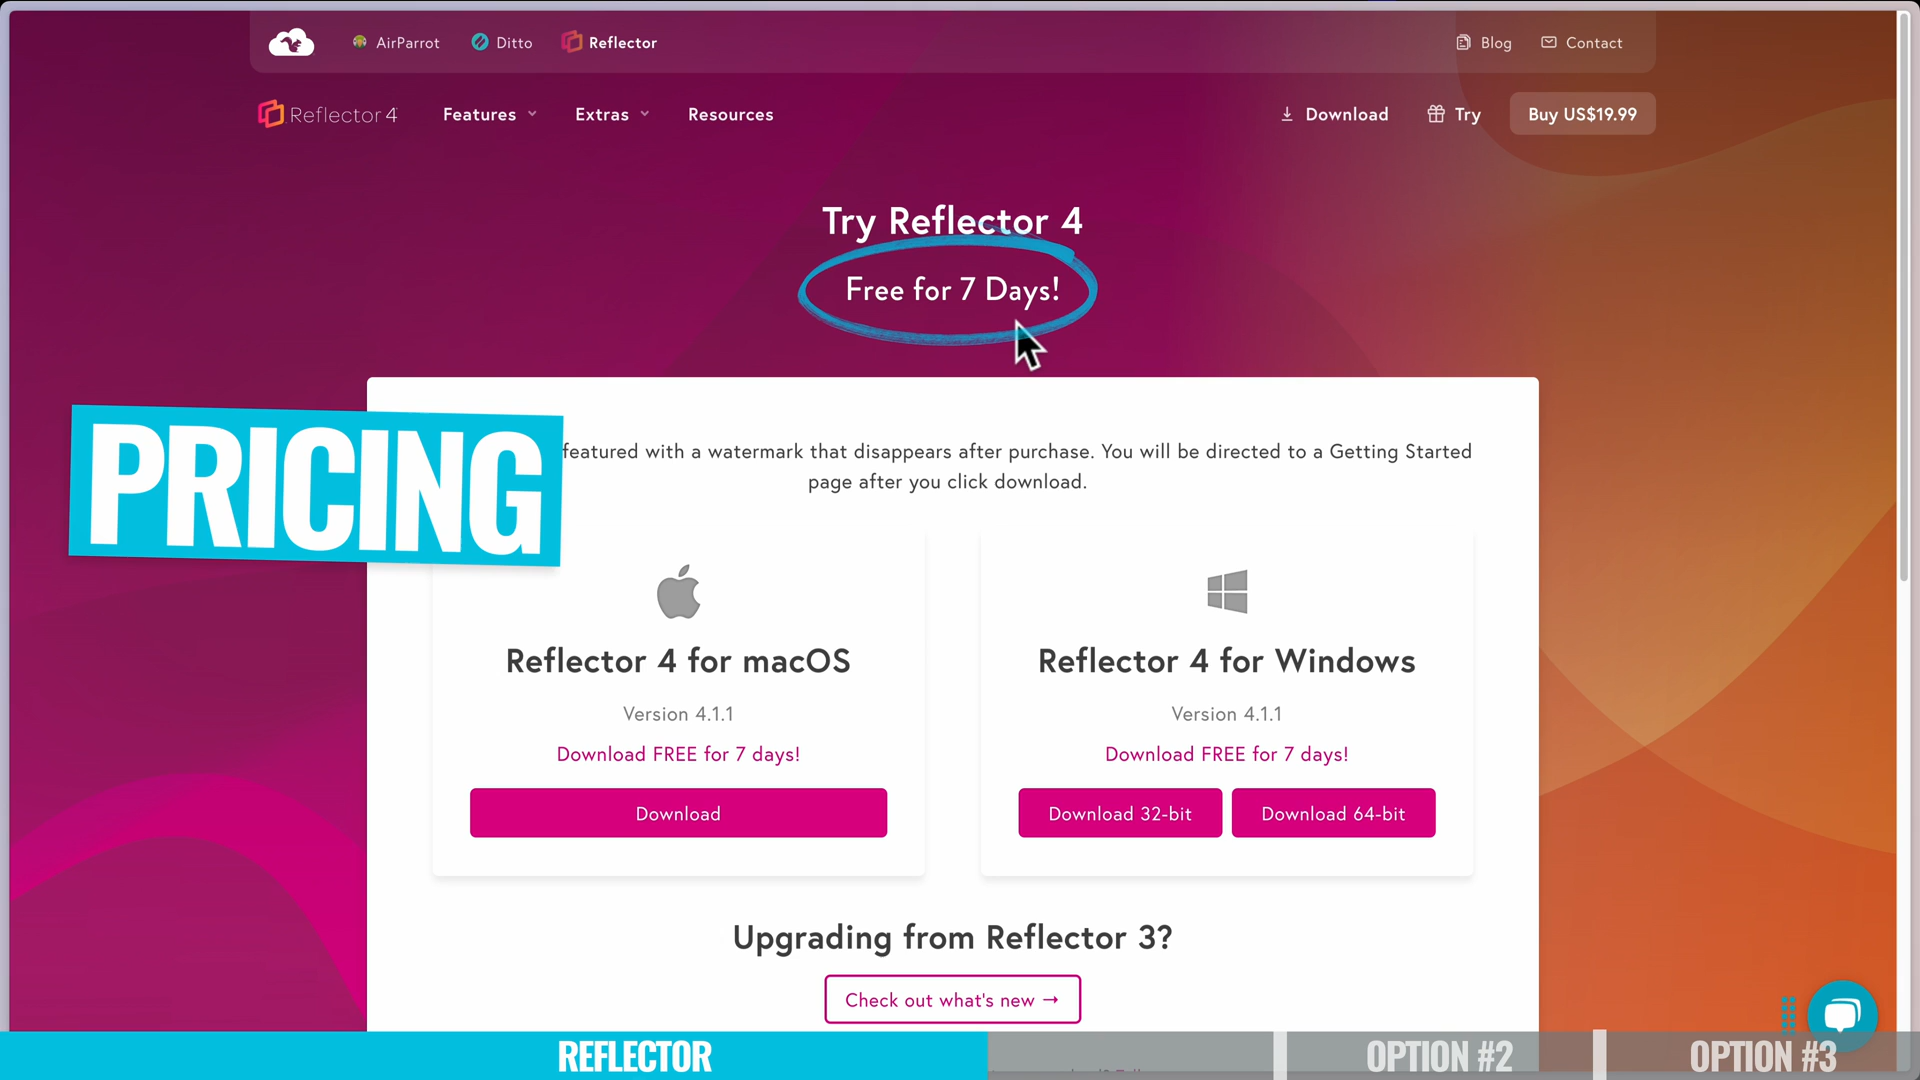 AirParrot
Ditto
Reflector
Blog
Contact
Reflector 4
Features
Extras
Resources
Download
Try
Buy US$19.99
Try Reflector 4
Free for 7 Days!
PRICING
featured with a watermark that disappears after purchase. You will be directed to a Getting Started
page after you click download.
Reflector 4 for macOS
Version 4.1.1
Download FREE for 7 days!
Download
Reflector 4 for Windows
Version 4.1.1
Download FREE for 7 days!
Download 32-bit
Download 64-bit
Upgrading from Reflector 3?
Check out what's new →
REFLECTOR
OPTION #2
OPTION #3